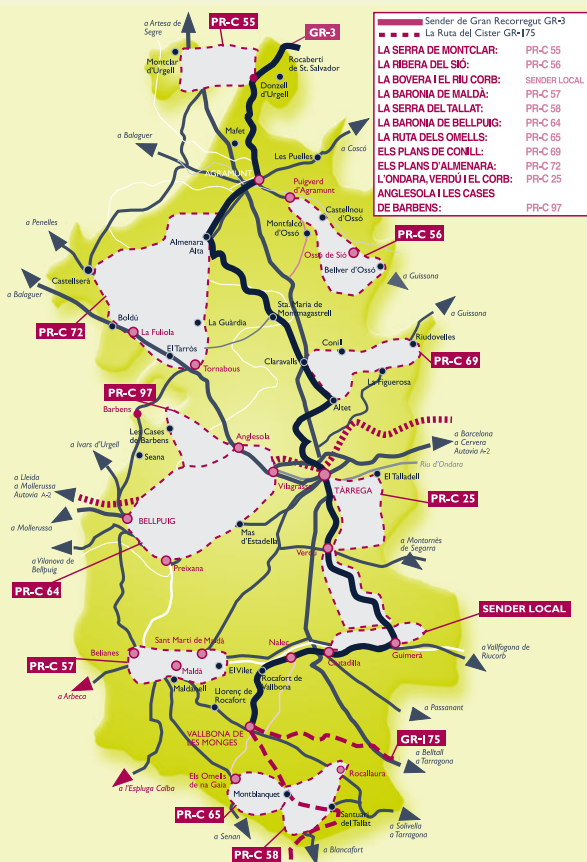 Sender de Gran Recorregut GR-3
La Ruta del Cister GR-175
LA SERRA DE MONTCLAR: PR-C 55
LA RIBERA DEL SIÓ: PR-C 56
LA BOVERA I EL RIU CORB: SENDER LOCAL
LA BARONIA DE MALDÀ: PR-C 57
LA SERRA DEL TALLAT: PR-C 58
LA BARONIA DE BELLPUIG: PR-C 64
LA RUTA DELS OMELLS: PR-C 65
ELS PLANS DE CONILL: PR-C 69
ELS PLANS D'ALMENARA: PR-C 72
L'ONDARA, VERDÚ I EL CORB: PR-C 25
ANGLESOLA I LES CASES
DE BARBENS: PR-C 97
a Artesa de
Segre
PR-C 55
GR-3
Montclar
d'Urgell
Rocabertí
de St. Salvador
Donzell
d'Urgell
a Balaguer
Mafet
a Coscó
Les Puelles
AGRAMUNT
Puigverd
d'Agramunt
Castellnou
d'Ossó
a Penelles
Montfalcó
d'Ossó
PR-C 56
Almenara
Alta
Ossó de Sió
Bellver d'Ossó
a Guissona
Castellserà
a Balaguer
Sta. Maria de
Montmagastrell
a Guissona
Boldú
La Guàrdia
PR-C 72
La Fuliola
Conill
Riudovelles
El Tarròs
Claravalls
PR-C 69
Tornabous
La Figuerosa
PR-C 97
Altet
Barbens
Les Cases
de Barbens
Anglesola
a Barcelona
a Cervera
Autovia A-2
a Ivars d'Urgell
Seana
Riu d'Ondara
a Lleida
a Mollerussa
Autovia A-2
Vilagrassa
TÀRREGA
El Talladell
PR-C 25
BELLPUIG
a Mollerussa
Mas
d'Estadella
a Montornès
de Segarra
Verdú
a Vilanova de
Bellpuig
Preixana
PR-C 64
SENDER LOCAL
Sant Martí de Maldà
Belianes
Nalec
Ciutadilla
Guimerà
a Vallfogona de
Riucorb
PR-C 57
Maldà
El Vilet
Rocafort de
Vallbona
Maldanell
a Arbeca
Llorenç de
Rocafort
a Passanant
VALLBONA DE
LES MONGES
GR-175
a Belltall
a Tarragona
Rocallaura
a l'Espluga Calba
Els Omells
de na Gaia
Montblanquet
PR-C 65
Santuari
del Tallat
a Solivella
a Tarragona
a Senan
PR-C 58
a Blancafort